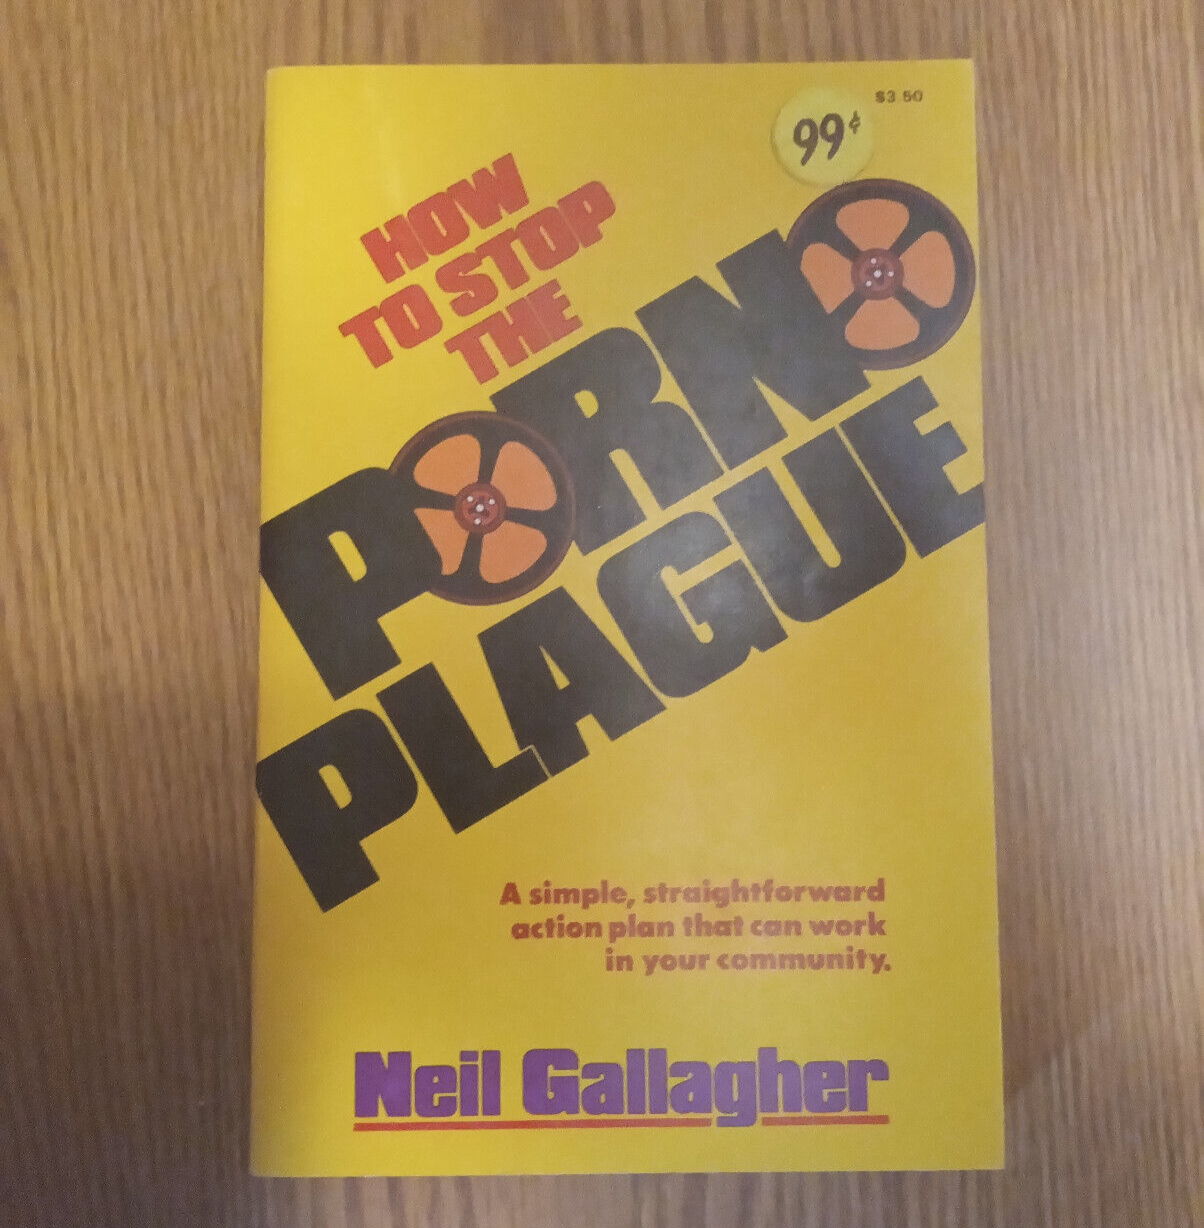 $3.50
99¢
HOW
TO STOP
THE
PORNO
PLAGUE
A simple, straightforward
action plan that can work
in your community.
Neil Gallagher